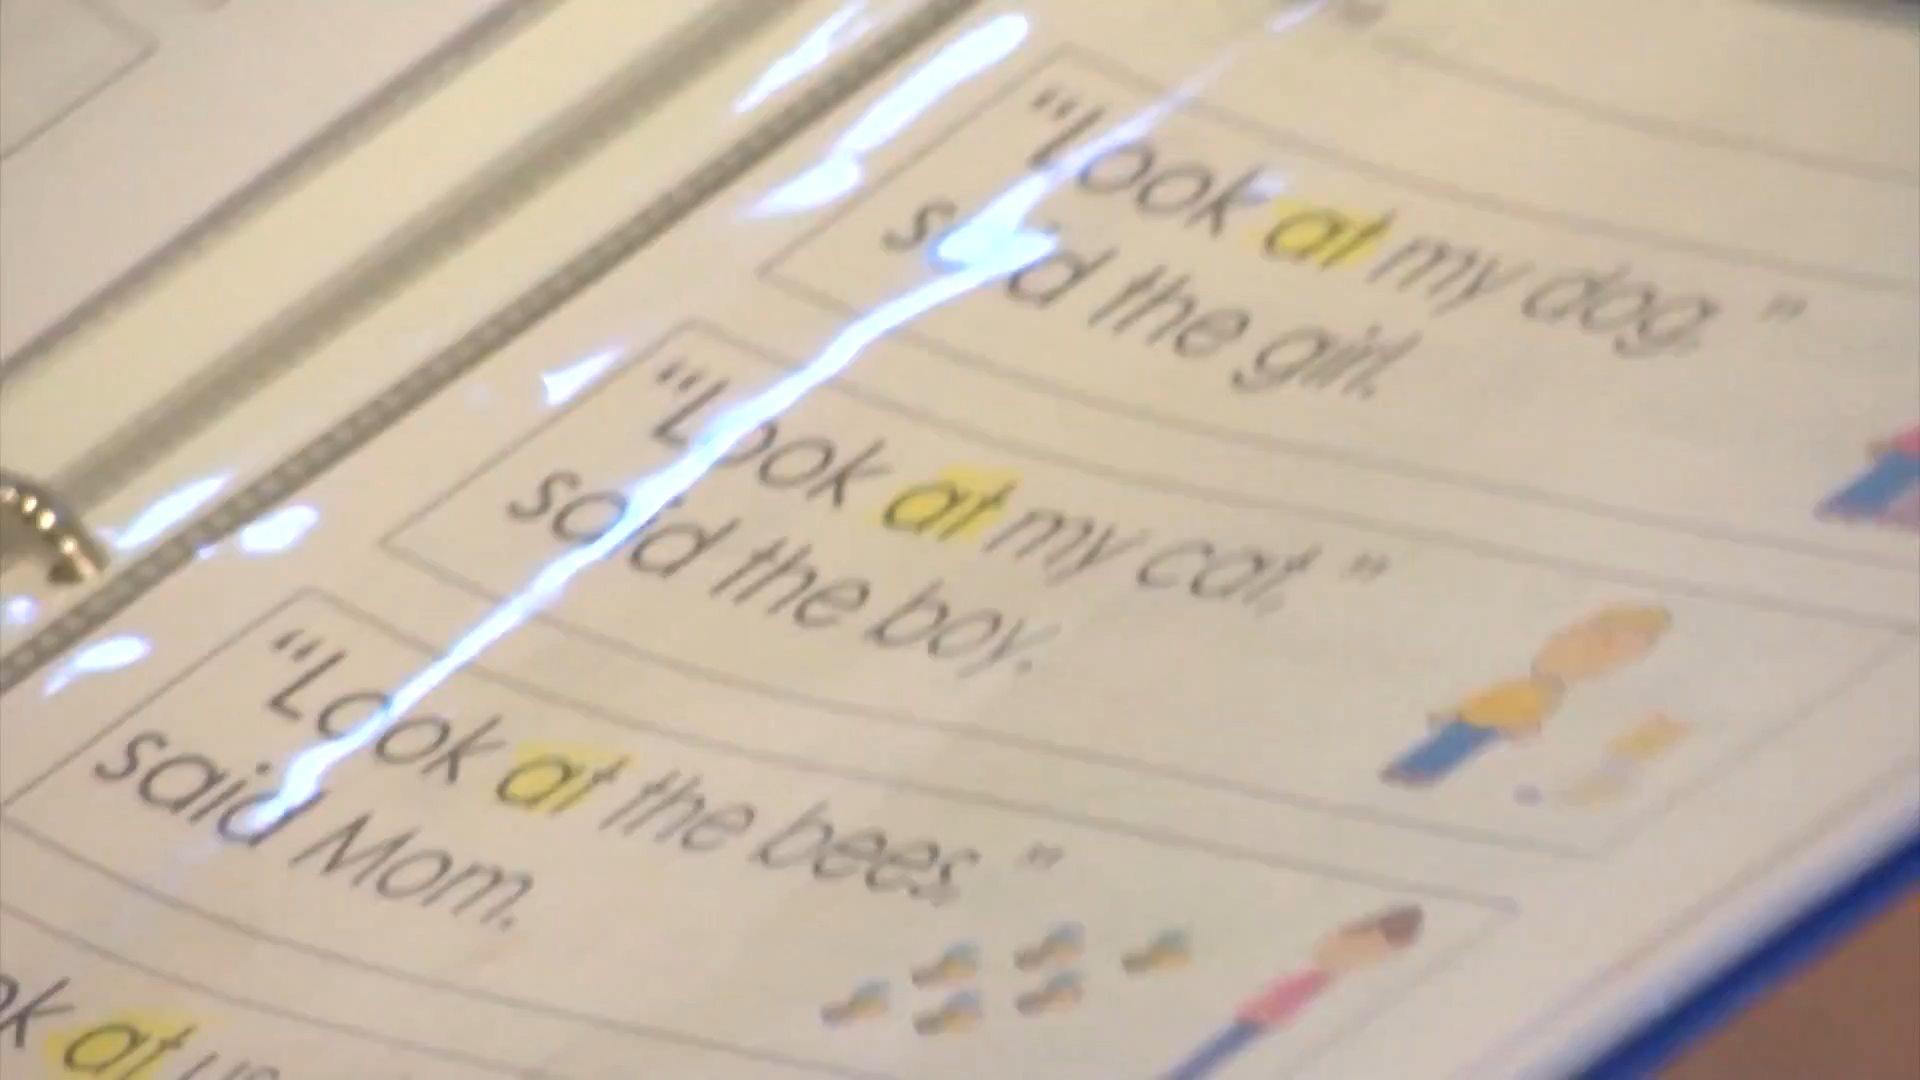 "Look at my dog."
said the girl.
"Look at my cat."
said the boy.
"Look at the bees."
said Mom.
at us